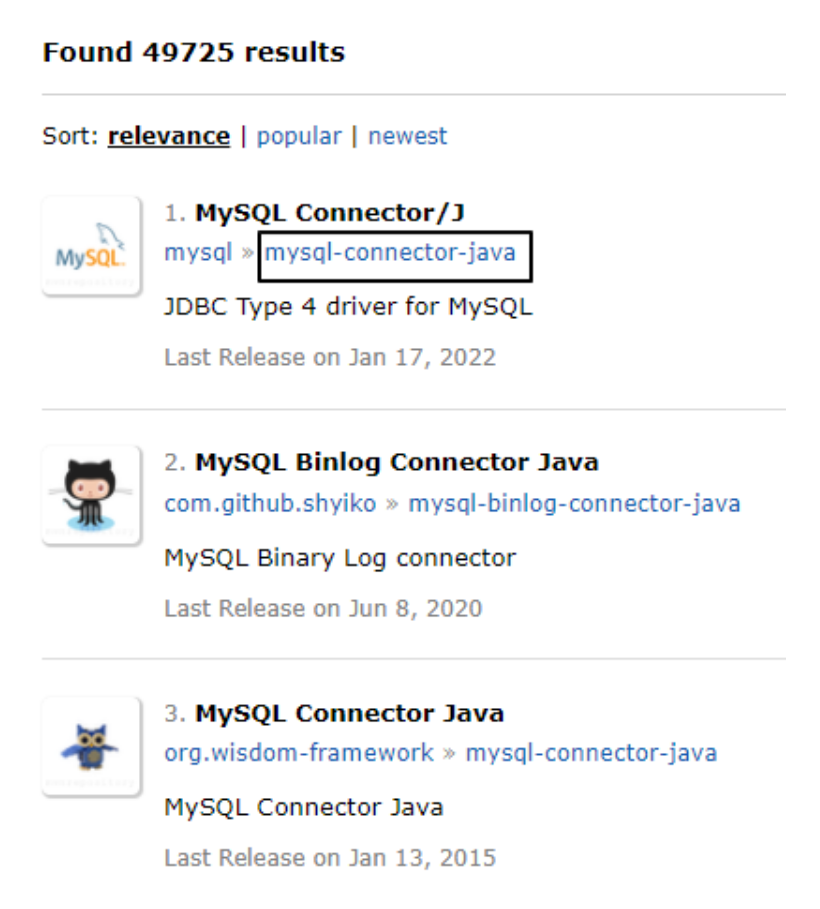 Found 49725 results
Sort: relevance | popular | newest
MySQL
1. MySQL Connector/J
mysql » mysql-connector-java
JDBC Type 4 driver for MySQL
Last Release on Jan 17, 2022
2. MySQL Binlog Connector Java
com.github.shyiko » mysql-binlog-connector-java
MySQL Binary Log connector
Last Release on Jun 8, 2020
3. MySQL Connector Java
org.wisdom-framework » mysql-connector-java
MySQL Connector Java
Last Release on Jan 13, 2015